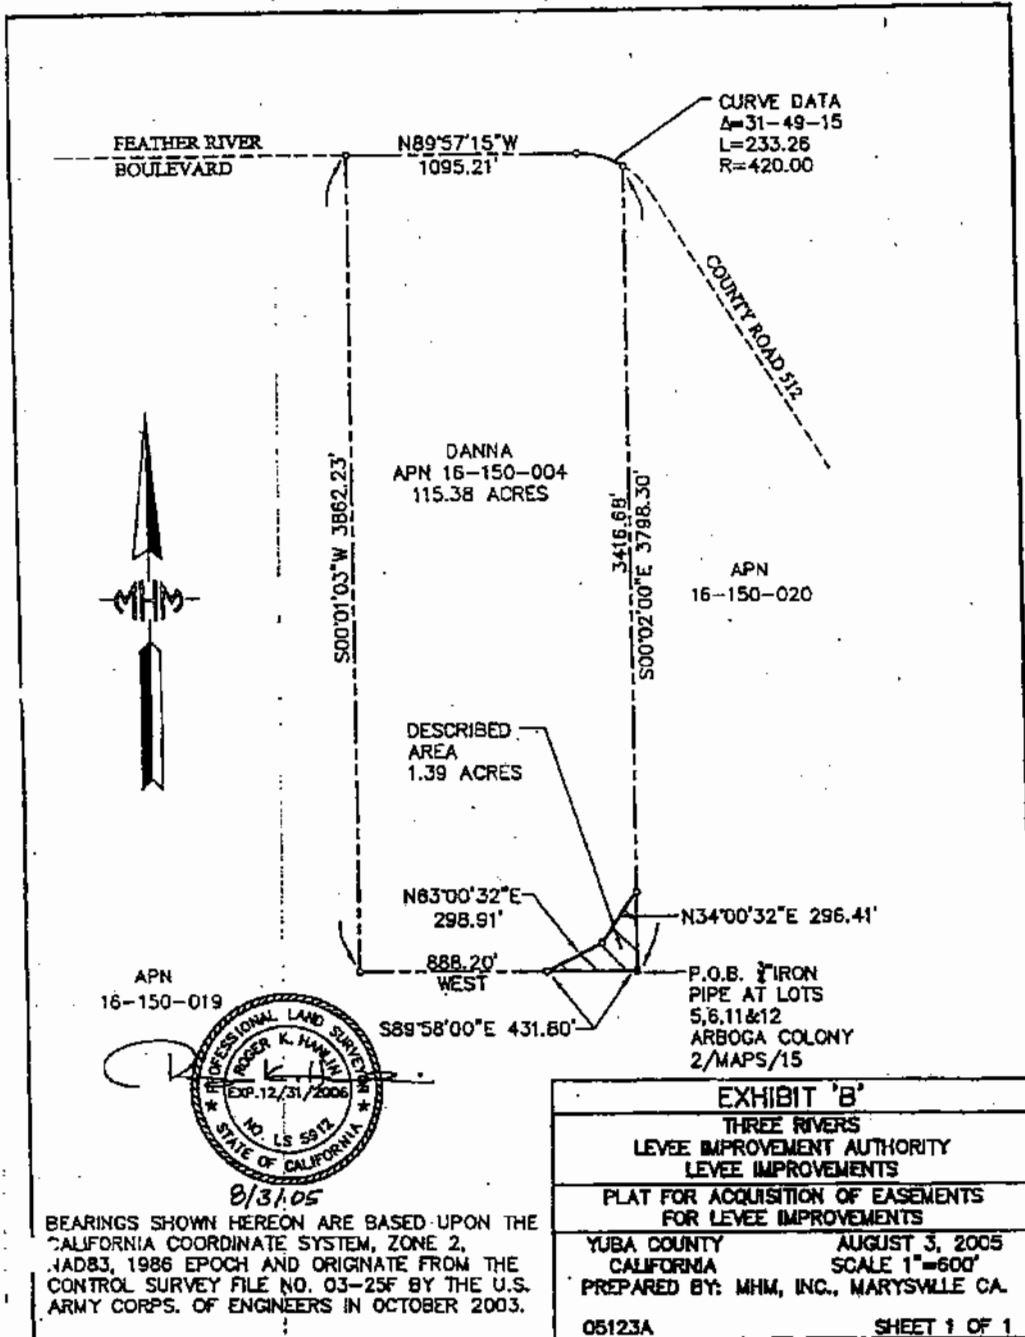 CURVE DATA
Δ=31-49-15
L=233.26
R=420.00
FEATHER RIVER
BOULEVARD
N89°57'15"W
1095.21'
COUNTY ROAD 512
DANNA
APN 16-150-004
115.38 ACRES
S00°01'03"W 3862.23'
3416.68'
S00°02'00"E 3798.30'
APN
16-150-020
MHM
DESCRIBED
AREA
1.39 ACRES
N63°00'32"E
298.91'
N34°00'32"E 296.41'
888.20'
WEST
S89°58'00"E 431.60'
P.O.B. ¾" IRON
PIPE AT LOTS
5,6,11&12
ARBOGA COLONY
2/MAPS/15
APN
16-150-019
PROFESSIONAL LAND SURVEYOR
ROGER K. HANLIN
EXP.12/31/2006
NO. LS 5912
STATE OF CALIFORNIA
8/3/05
BEARINGS SHOWN HEREON ARE BASED UPON THE
CALIFORNIA COORDINATE SYSTEM, ZONE 2,
NAD83, 1986 EPOCH AND ORIGINATE FROM THE
CONTROL SURVEY FILE NO. 03-25F BY THE U.S.
ARMY CORPS. OF ENGINEERS IN OCTOBER 2003.
EXHIBIT 'B'
THREE RIVERS
LEVEE IMPROVEMENT AUTHORITY
LEVEE IMPROVEMENTS
PLAT FOR ACQUISITION OF EASEMENTS
FOR LEVEE IMPROVEMENTS
YUBA COUNTY AUGUST 3, 2005
CALIFORNIA SCALE 1"=600'
PREPARED BY: MHM, INC., MARYSVILLE CA.
05123A SHEET 1 OF 1